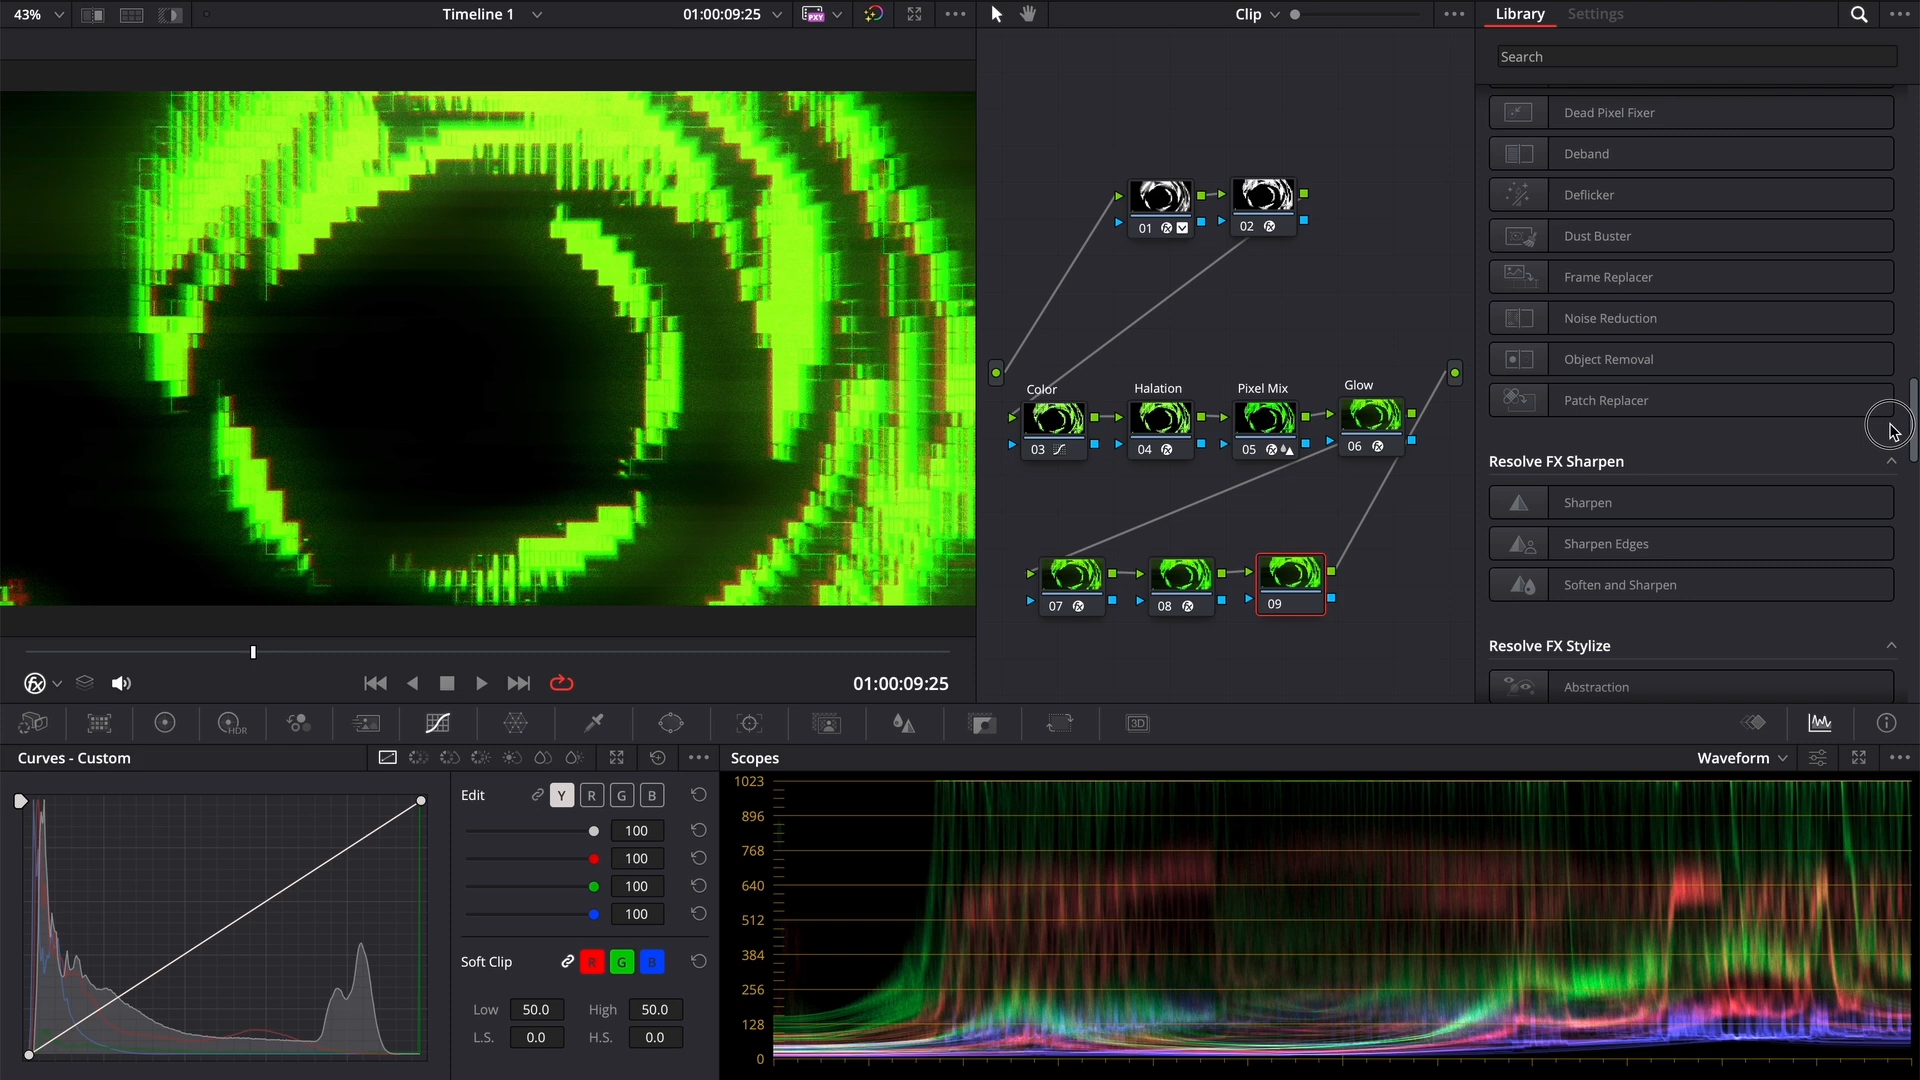 43%
Timeline 1
01:00:09:25
PXY
Clip
Library
Settings
Search
Dead Pixel Fixer
Deband
Deflicker
Dust Buster
Frame Replacer
Noise Reduction
Object Removal
Patch Replacer
Resolve FX Sharpen
Sharpen
Sharpen Edges
Soften and Sharpen
Resolve FX Stylize
Abstraction
01
02
Color
Halation
Pixel Mix
Glow
03
04
05
06
07
08
09
01:00:09:25
HDR
3D
Curves - Custom
Edit
Y
R
G
B
100
100
100
100
Soft Clip
R
G
B
Low
50.0
High
50.0
L.S.
0.0
H.S.
0.0
Scopes
Waveform
1023
896
768
640
512
384
256
128
0